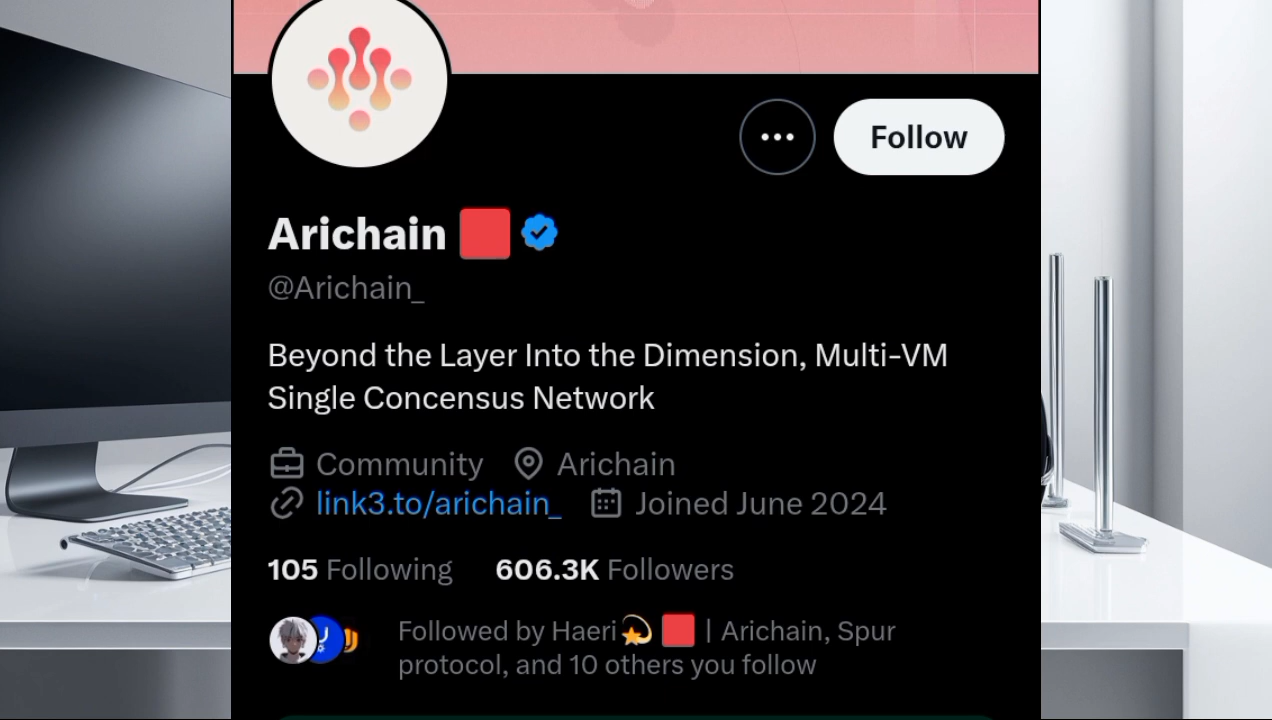 Follow
Arichain 🟥
@Arichain_
Beyond the Layer Into the Dimension, Multi-VM
Single Concensus Network
Community Arichain
link3.to/arichain_ Joined June 2024
105 Following 606.3K Followers
Followed by Haeri💫 🟥 | Arichain, Spur
protocol, and 10 others you follow